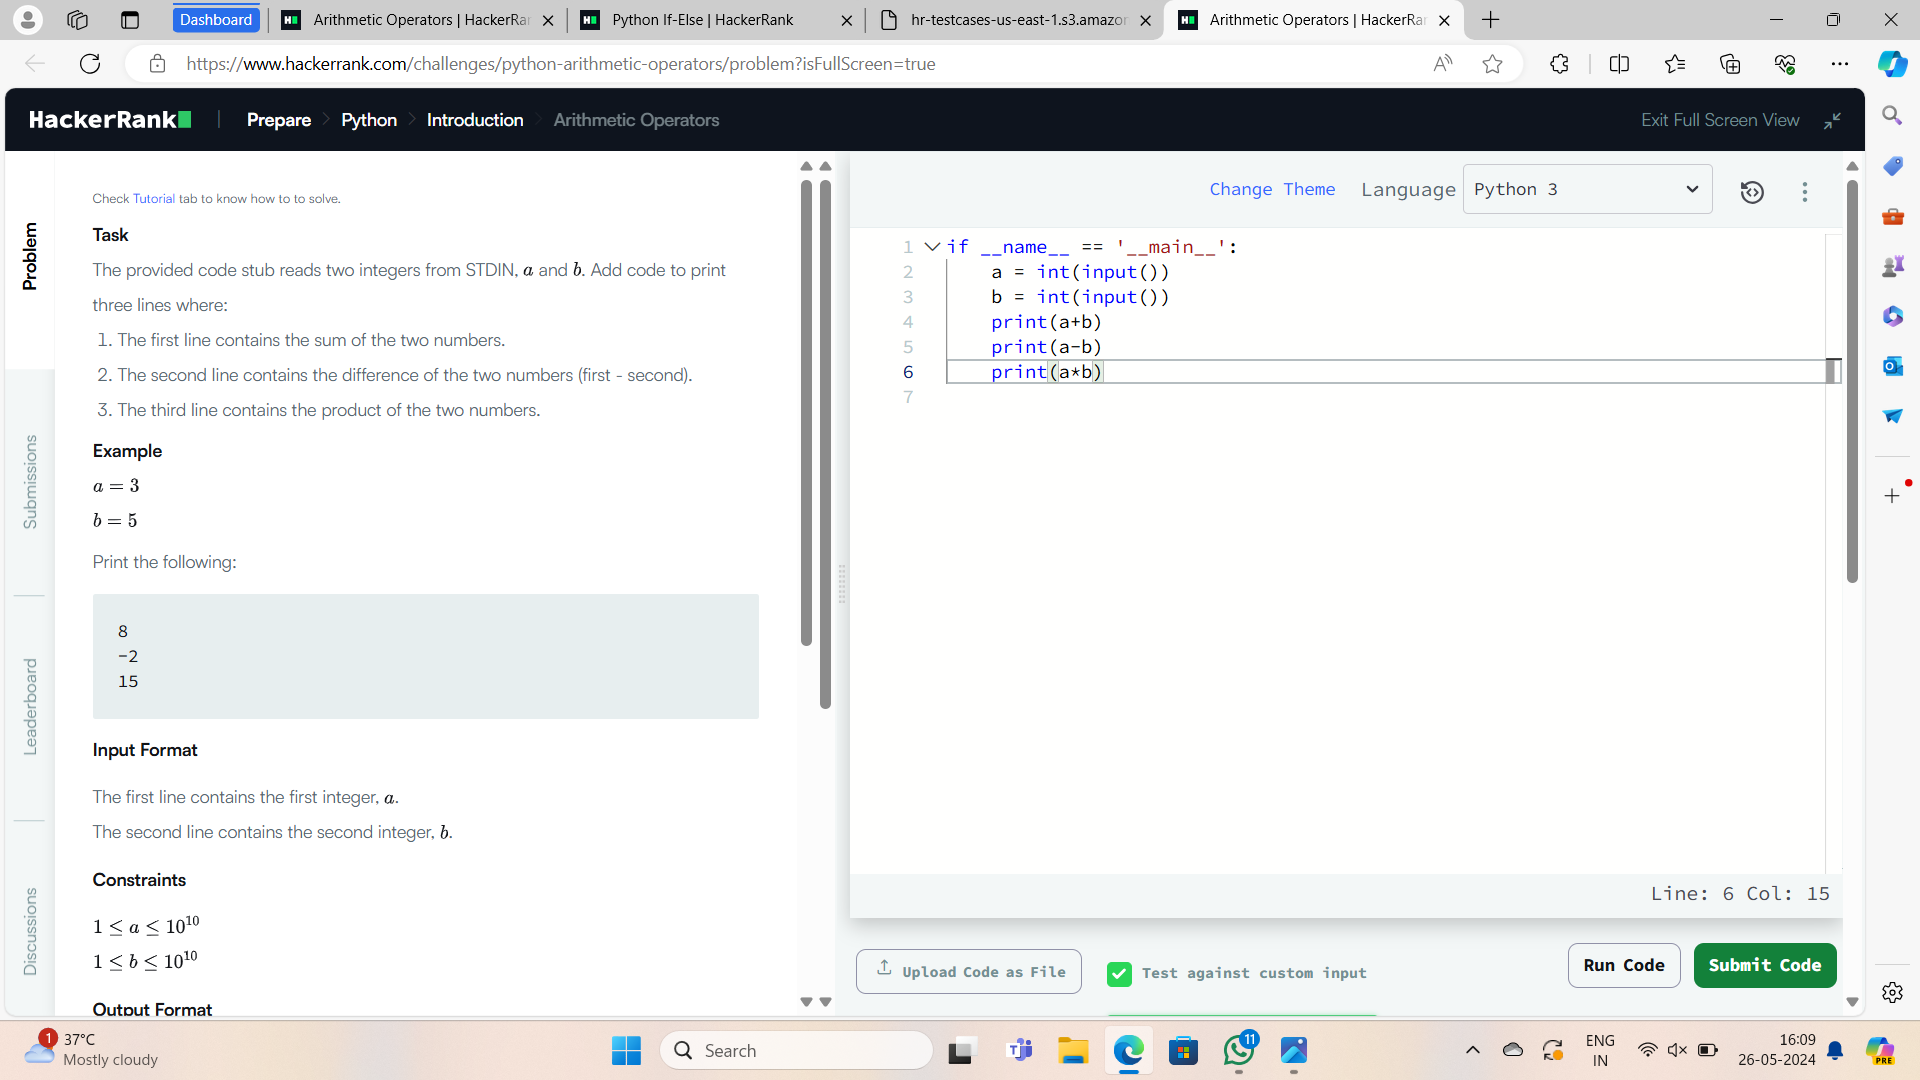 Dashboard
Arithmetic Operators | HackerRa
Python If-Else | HackerRank
hr-testcases-us-east-1.s3.amazo
Arithmetic Operators | HackerRa
https://www.hackerrank.com/challenges/python-arithmetic-operators/problem?isFullScreen=true
HackerRank
Prepare
Python
Introduction
Arithmetic Operators
Exit Full Screen View
Problem
Submissions
Leaderboard
Discussions
Check Tutorial tab to know how to to solve.
Task
The provided code stub reads two integers from STDIN, a and b. Add code to print
three lines where:
1. The first line contains the sum of the two numbers.
2. The second line contains the difference of the two numbers (first - second).
3. The third line contains the product of the two numbers.
Example
a = 3
b = 5
Print the following:
8
-2
15
Input Format
The first line contains the first integer, a.
The second line contains the second integer, b.
Constraints
1 ≤ a ≤ 10^10
1 ≤ b ≤ 10^10
Output Format
Change Theme
Language
Python 3
1 if __name__ == '__main__':
2 a = int(input())
3 b = int(input())
4 print(a+b)
5 print(a-b)
6 print(a*b)
7
Line: 6 Col: 15
Upload Code as File
Test against custom input
Run Code
Submit Code
1
37°C
Mostly cloudy
Search
11
ENG
IN
16:09
26-05-2024
PRE